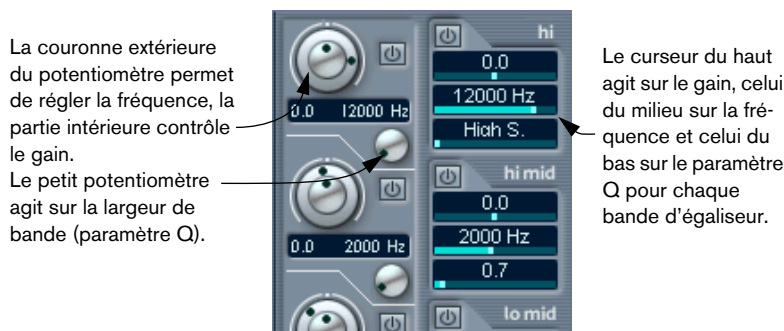 La couronne extérieure
du potentiomètre permet
de régler la fréquence, la
partie intérieure contrôle
le gain.
Le petit potentiomètre
agit sur la largeur de
bande (paramètre Q).
0.0 12000 Hz
0.0 2000 Hz
hi
0.0
12000 Hz
High S.
hi mid
0.0
2000 Hz
0.7
lo mid
Le curseur du haut
agit sur le gain, celui
du milieu sur la fré-
quence et celui du
bas sur le paramètre
Q pour chaque
bande d’égaliseur.